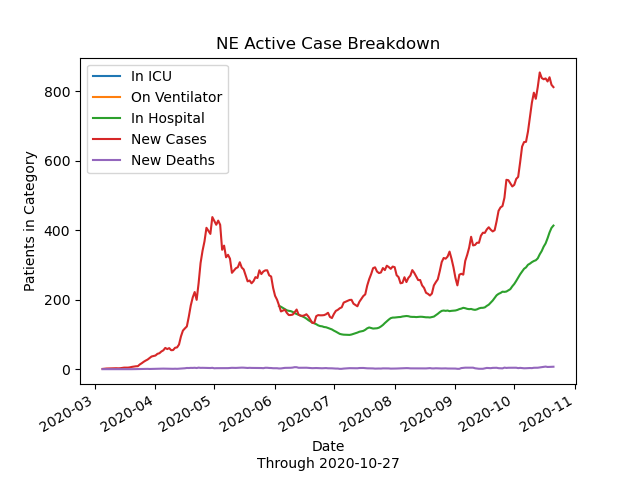 NE Active Case Breakdown
In ICU
On Ventilator
In Hospital
New Cases
New Deaths
Patients in Category
800
600
400
200
0
2020-03
2020-04
2020-05
2020-06
2020-07
2020-08
2020-09
2020-10
2020-11
Date
Through 2020-10-27